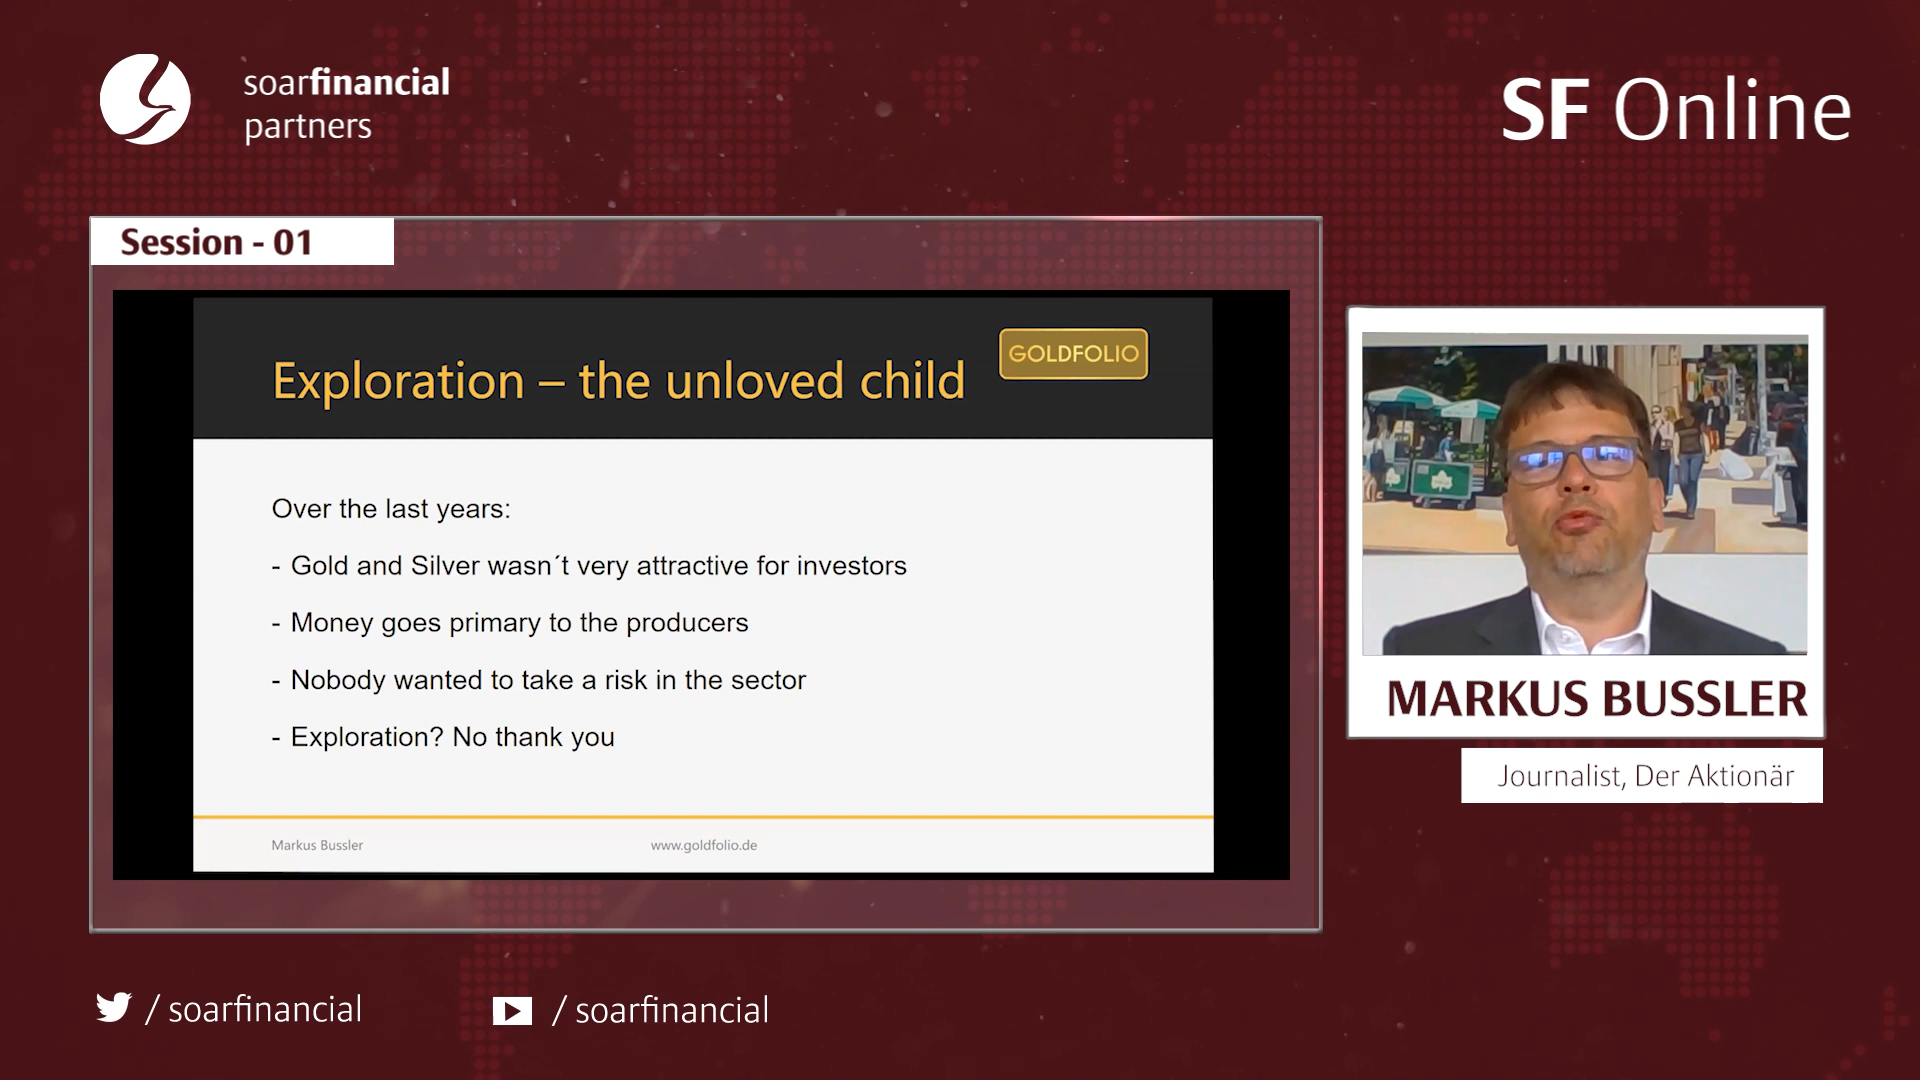 soarfinancial
partners
SF Online
Session - 01
Exploration – the unloved child
GOLDFOLIO
Over the last years:
- Gold and Silver wasn´t very attractive for investors
- Money goes primary to the producers
- Nobody wanted to take a risk in the sector
- Exploration? No thank you
Markus Bussler
www.goldfolio.de
MARKUS BUSSLER
Journalist, Der Aktionär
/ soarfinancial
/ soarfinancial